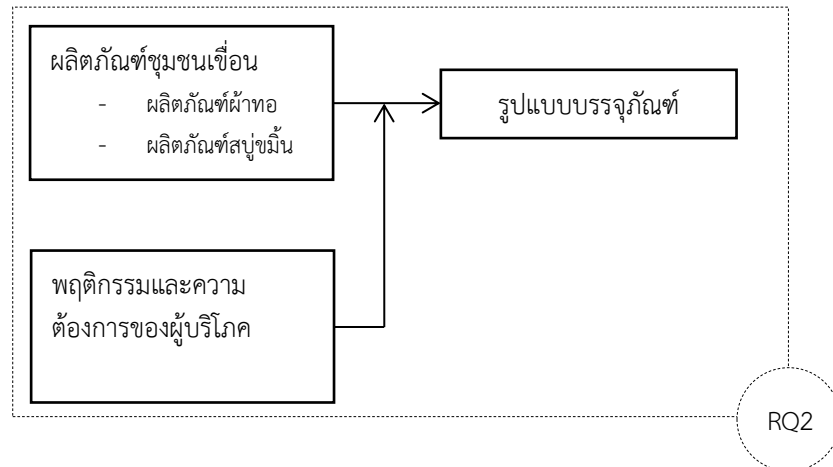 ผลิตภัณฑ์ชุมชนเขื่อน
- ผลิตภัณฑ์ผ้าทอ
- ผลิตภัณฑ์สบู่ขมิ้น
รูปแบบบรรจุภัณฑ์
พฤติกรรมและความ
ต้องการของผู้บริโภค
RQ2